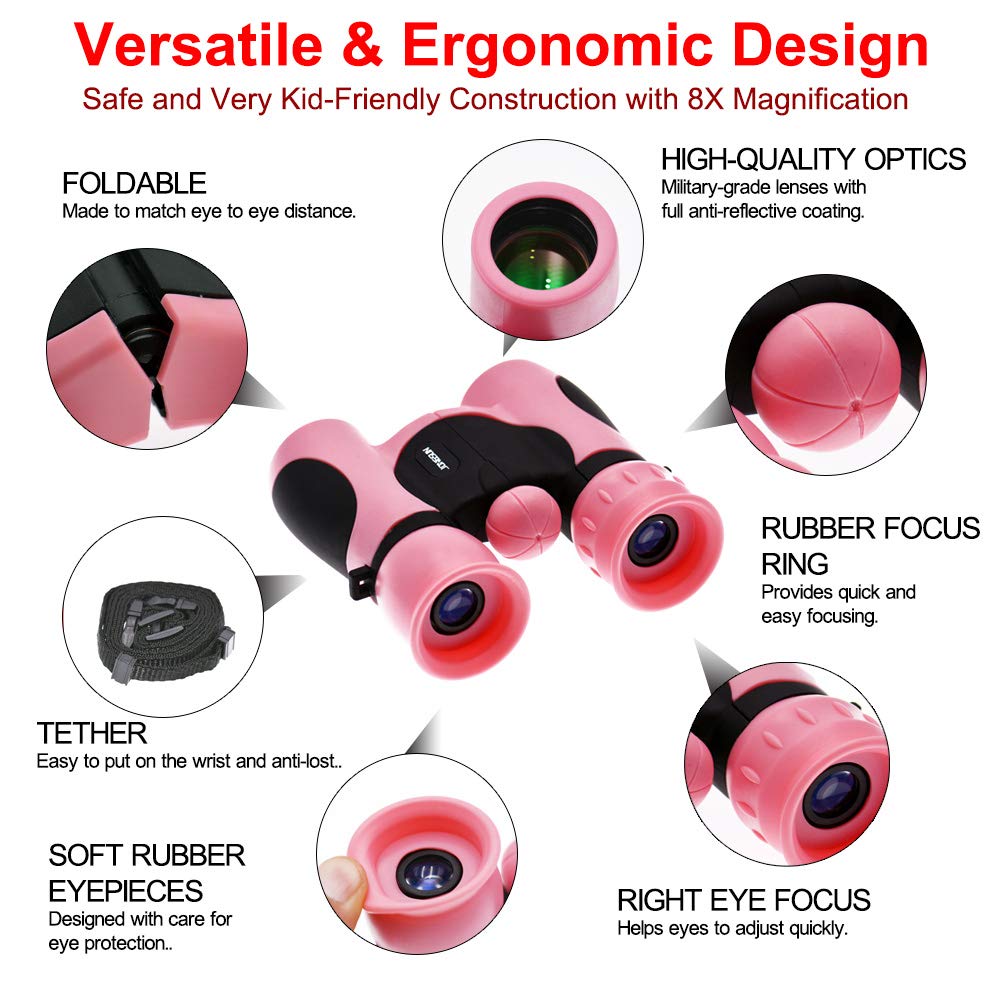 Versatile & Ergonomic Design
Safe and Very Kid-Friendly Construction with 8X Magnification
FOLDABLE
Made to match eye to eye distance.
HIGH-QUALITY OPTICS
Military-grade lenses with
full anti-reflective coating.
JONESUN
RUBBER FOCUS
RING
Provides quick and
easy focusing.
TETHER
Easy to put on the wrist and anti-lost..
SOFT RUBBER
EYEPIECES
Designed with care for
eye protection..
RIGHT EYE FOCUS
Helps eyes to adjust quickly.